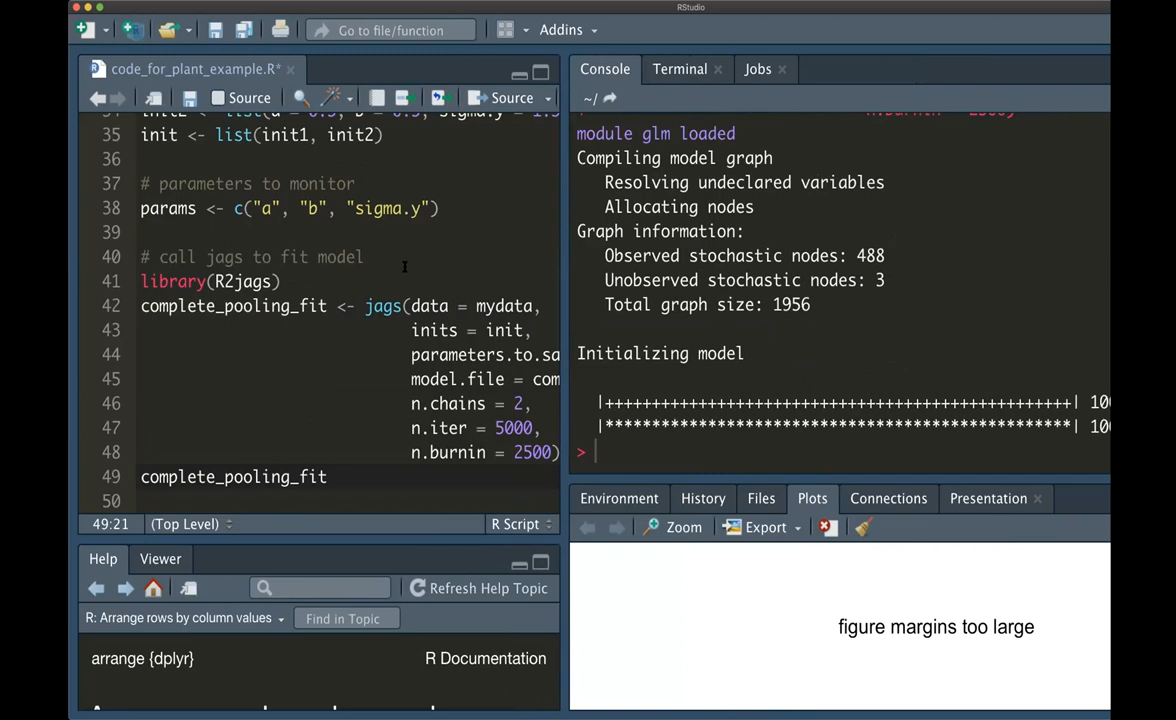 RStudio
Go to file/function
Addins
code_for_plant_example.R*
Source
Source
35 init <- list(init1, init2)
36
37 # parameters to monitor
38 params <- c("a", "b", "sigma.y")
39
40 # call jags to fit model
41 library(R2jags)
42 complete_pooling_fit <- jags(data = mydata,
43 inits = init,
44 parameters.to.sa
45 model.file = com
46 n.chains = 2,
47 n.iter = 5000,
48 n.burnin = 2500)
49 complete_pooling_fit
50
49:21 (Top Level) R Script
Help Viewer
Refresh Help Topic
R: Arrange rows by column values Find in Topic
arrange {dplyr} R Documentation
Console Terminal Jobs
~/
module glm loaded
Compiling model graph
Resolving undeclared variables
Allocating nodes
Graph information:
Observed stochastic nodes: 488
Unobserved stochastic nodes: 3
Total graph size: 1956
Initializing model
|++++++++++++++++++++++++++++++++++++++++++++++++++| 10
|**************************************************| 10
>
Environment History Files Plots Connections Presentation
Zoom Export
figure margins too large